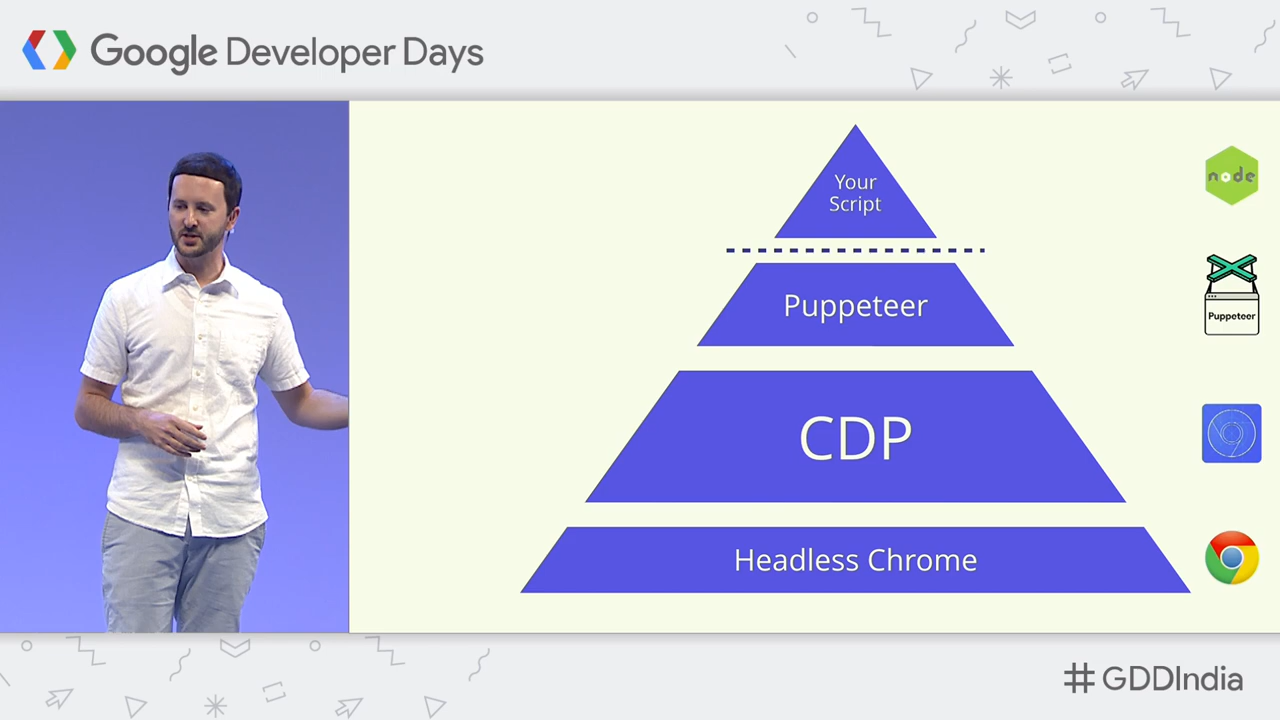 Google Developer Days
Your
Script
node
Puppeteer
Puppeteer
CDP
Headless Chrome
#GDDIndia